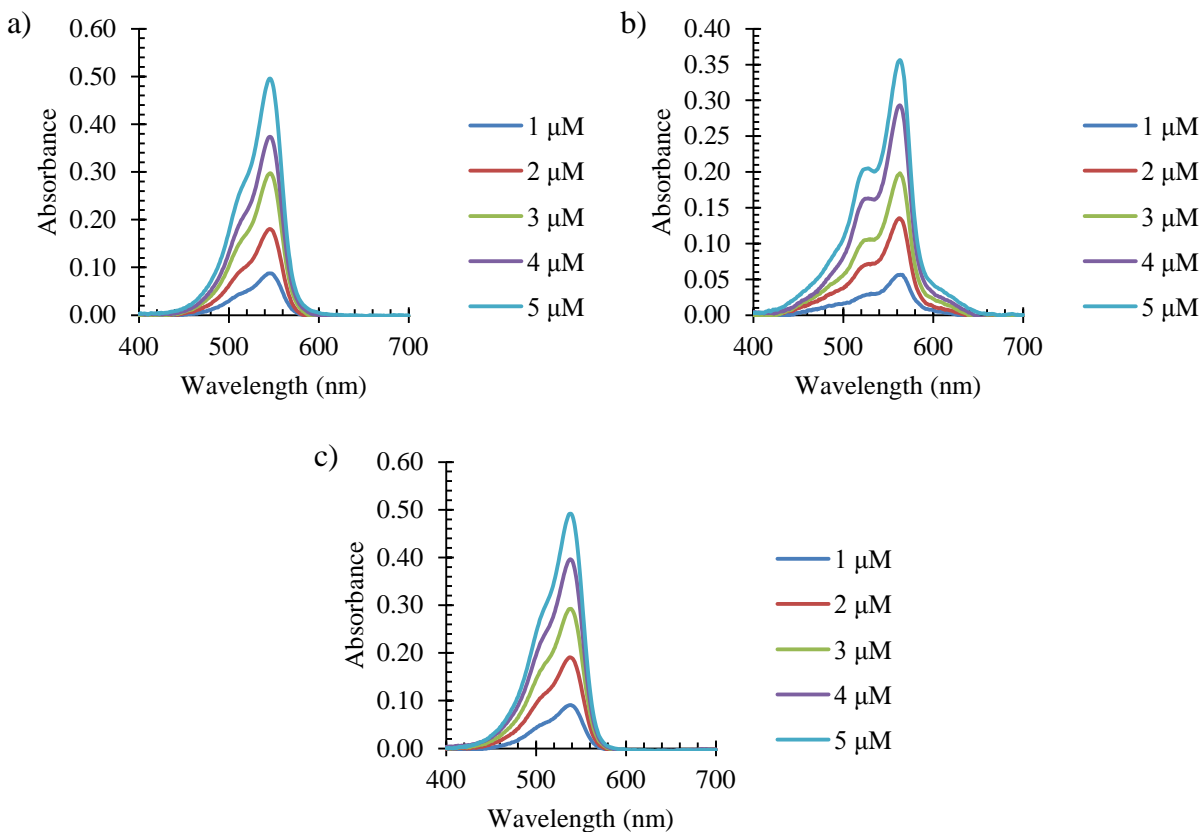 a)
0.60
0.50
0.40
0.30
0.20
0.10
0.00
Absorbance
400 500 600 700
Wavelength (nm)
1 μM
2 μM
3 μM
4 μM
5 μM
b)
0.40
0.35
0.30
0.25
0.20
0.15
0.10
0.05
0.00
Absorbance
400 500 600 700
Wavelength (nm)
1 μM
2 μM
3 μM
4 μM
5 μM
c)
0.60
0.50
0.40
0.30
0.20
0.10
0.00
Absorbance
400 500 600 700
Wavelength (nm)
1 μM
2 μM
3 μM
4 μM
5 μM